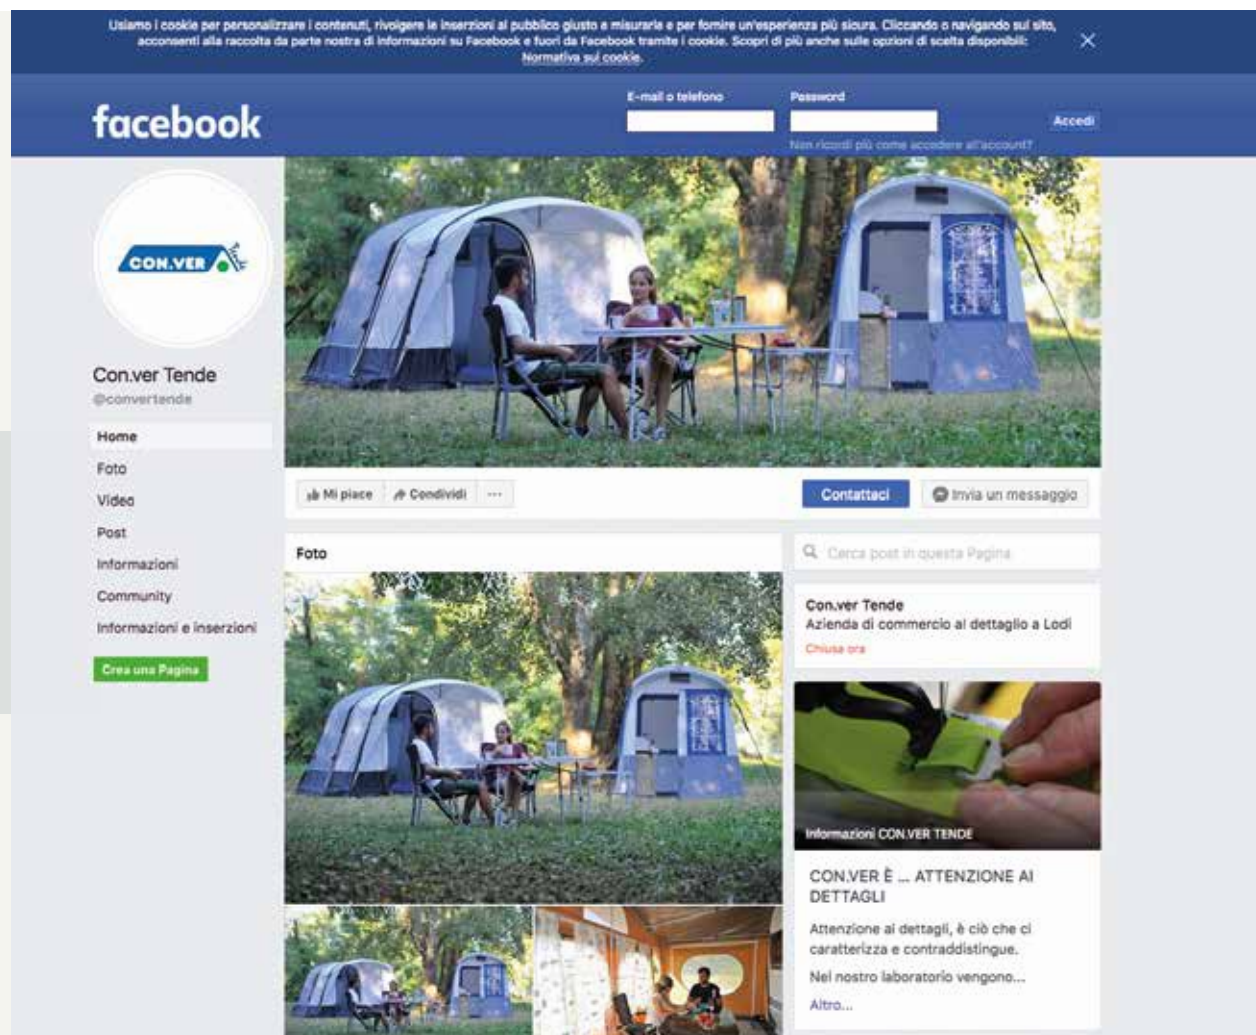 Usiamo i cookie per personalizzare i contenuti, rivolgere le inserzioni al pubblico giusto e misurarle e per fornire un'esperienza più sicura. Cliccando o navigando sul sito,
acconsenti alla raccolta da parte nostra di informazioni su Facebook e fuori da Facebook tramite i cookie. Scopri di più anche sulle opzioni di scelta disponibili:
Normativa sui cookie.
facebook
E-mail o telefono
Password
Accedi
Non ricordi più come accedere all'account?
CON.VER
Con.ver Tende
@convertende
Home
Foto
Video
Post
Informazioni
Community
Informazioni e inserzioni
Crea una Pagina
Mi piace
Condividi
...
Contattaci
Invia un messaggio
Foto
Cerca post in questa Pagina
Con.ver Tende
Azienda di commercio al dettaglio a Lodi
Chiusa ora
Informazioni CON.VER TENDE
CON.VER È ... ATTENZIONE AI
DETTAGLI
Attenzione ai dettagli, è ciò che ci
caratterizza e contraddistingue.
Nel nostro laboratorio vengono...
Altro...